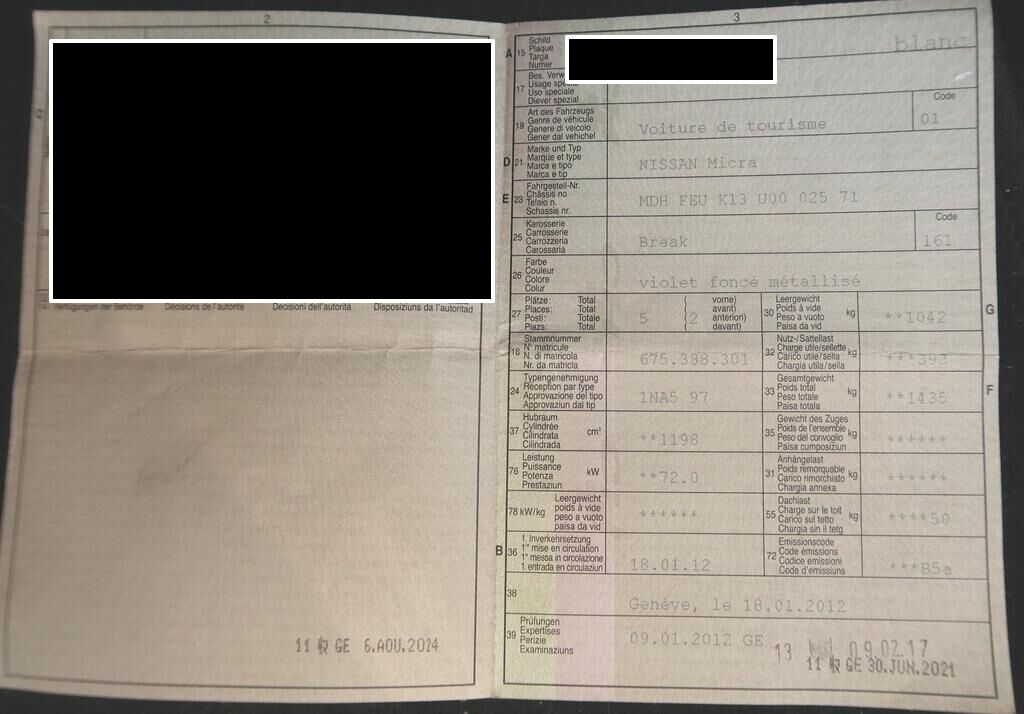 2
Verfügungen der Behörde Décisions de l'autorité Decisioni dell'autorità Disposiziuns da l'autoritad
11 GE 6.AOU.2024
3
A 15 Schild
Plaque
Targa
Numer
blanc
17 Bes.
Usage
Uso speciale
Diever spezial
19 Art des Fahrzeugs
Genre de véhicule
Genere di veicolo
Gener dal vehichel
Voiture de tourisme
Code
01
D 21 Marke und Typ
Marque et type
Marca e tipo
Marca e tip
NISSAN Micra
E 23 Fahrgestell-Nr.
Châssis no
Telaio n.
Schassis nr.
MDH FEU K13 U00 025 71
25 Karosserie
Carrosserie
Carrozzeria
Carossaria
Break
Code
161
26 Farbe
Couleur
Colore
Colur
violet foncé métallisé
27 Plätze: Total ( vorne)
Places: Total ( avant)
Posti: Totale ( anteriori)
Plazs: Total ( davant)
5 2
30 Leergewicht
Poids à vide
Peso a vuoto
Paisa da vid
kg
**1042
G
18 Stammnummer
N° matricule
N. di matricola
Nr. da matricla
675.398.301
32 Nutz-/Sattellast
Charge utile/sellette
Carico utile/sella
Chargia utila/sella
kg
***393
24 Typengenehmigung
Réception par type
Approvazione del tipo
Approvaziun dal tip
1NA5 97
33 Gesamtgewicht
Poids total
Peso totale
Paisa totala
kg
**1435
F
37 Hubraum
Cylindrée
Cilindrata
Cilindrada
cm³
**1198
35 Gewicht des Zuges
Poids de l'ensemble
Peso del convoglio
Paisa cumposiziun
kg
******
76 Leistung
Puissance
Potenza
Prestaziun
kW
**72.0
31 Anhängelast
Poids remorquable
Carico rimorchiato
Chargia annexa
kg
******
78 kW/kg Leergewicht
poids à vide
peso a vuoto
paisa da vid
******
55 Dachlast
Charge sur le toit
Carico sul tetto
Chargia sin il tetg
kg
****50
B 36 1. Inverkehrsetzung
1re mise en circulation
1a messa in circolazione
1. entrada en circulaziun
18.01.12
72 Emissionscode
Code émissions
Codice emissioni
Code d'emissiuns
***B5a
38
Genève, le 18.01.2012
39 Prüfungen
Expertises
Perizie
Examinaziuns
09.01.2012 GE
13 09.02.17
11 GE 30.JUN.2021